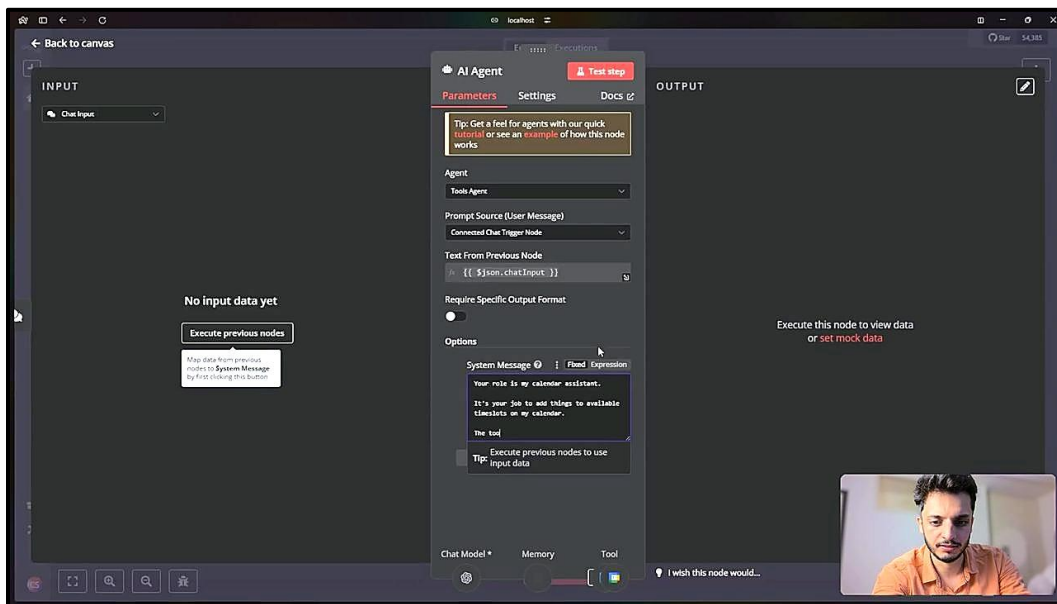 localhost
Back to canvas
Executions
Star 54,385
INPUT
Chat Input
No input data yet
Execute previous nodes
Map data from previous
nodes to System Message
by first clicking this button
AI Agent
Test step
Parameters Settings Docs
Tip: Get a feel for agents with our quick
tutorial or see an example of how this node
works
Agent
Tools Agent
Prompt Source (User Message)
Connected Chat Trigger Node
Text From Previous Node
fx {{ $json.chatInput }}
Require Specific Output Format
Options
System Message Fixed Expression
Your role is my calendar assistant.
It's your job to add things to available
timeslots on my calendar.
The too
Tip: Execute previous nodes to use
input data
Chat Model * Memory Tool
OUTPUT
Execute this node to view data
or set mock data
I wish this node would...